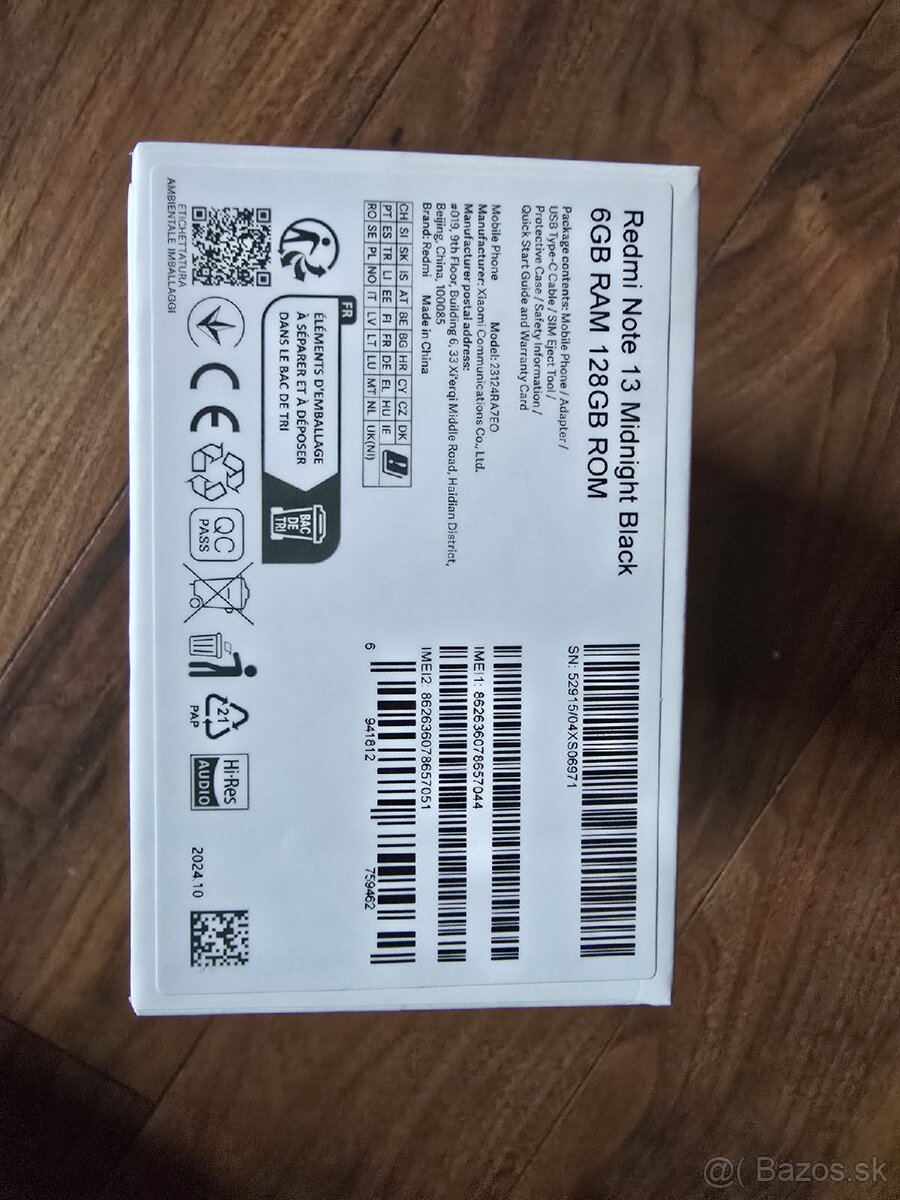 Redmi Note 13 Midnight Black
6GB RAM 128GB ROM
Package contents: Mobile Phone / Adapter /
USB Type-C Cable / SIM Eject Tool /
Protective Case / Safety Information /
Quick Start Guide and Warranty Card
Mobile Phone Model: 23124RA7EO
Manufacturer: Xiaomi Communications Co., Ltd.
Manufacturer postal address:
#019, 9th Floor, Building 6, 33 Xi'erqi Middle Road, Haidian District,
Beijing, China, 100085
Brand: Redmi Made in China
SN: 52915/04XS06971
IMEI1: 862636078657044
IMEI2: 862636078657051
6 941812 759462
CH SI SK IS AT BE BG HR CY CZ DK
PT ES TR LI EE FI FR DE EL HU IE
RO SE PL NO IT LV LT LU MT NL UK(NI)
FR
ÉLÉMENTS D'EMBALLAGE
À SÉPARER ET À DÉPOSER
DANS LE BAC DE TRI
BAC
DE
TRI
ETICHETTATURA
AMBIENTALE IMBALLAGGI
CE
QC
PASS
21
PAP
Hi-Res
AUDIO
2024.10
@( Bazos.sk